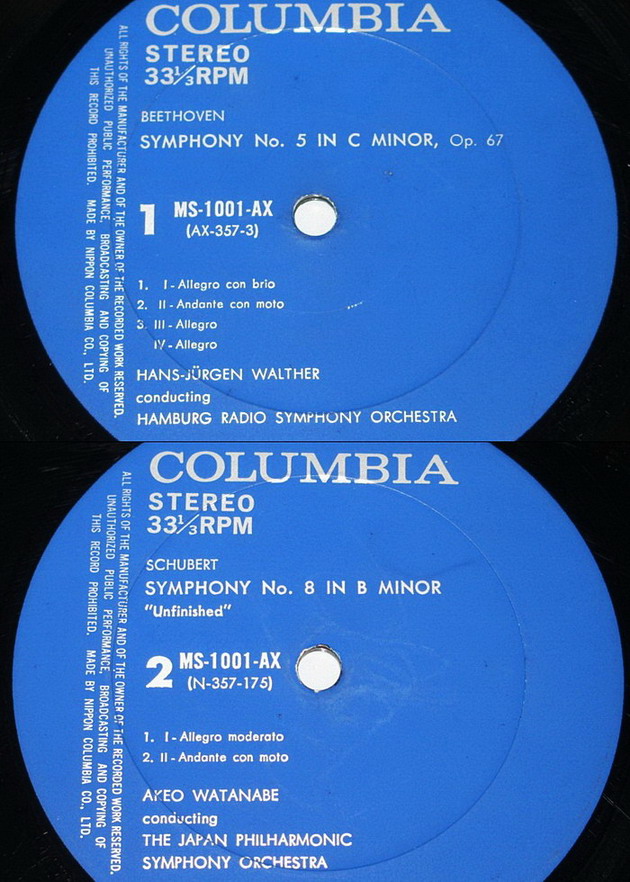 COLUMBIA
STEREO
33⅓RPM
BEETHOVEN
SYMPHONY No. 5 IN C MINOR, Op. 67
1 MS-1001-AX
(AX-357-3)
1. I - Allegro con brio
2. II - Andante con moto
3. III - Allegro
IV - Allegro
HANS-JÜRGEN WALTHER
conducting
HAMBURG RADIO SYMPHONY ORCHESTRA
ALL RIGHTS OF THE MANUFACTURER AND OF THE OWNER OF THE RECORDED WORK RESERVED.
UNAUTHORIZED PUBLIC PERFORMANCE, BROADCASTING AND COPYING OF
THIS RECORD PROHIBITED. MADE BY NIPPON COLUMBIA CO., LTD.
COLUMBIA
STEREO
33⅓RPM
SCHUBERT
SYMPHONY No. 8 IN B MINOR
"Unfinished"
2 MS-1001-AX
(N-357-175)
1. I - Allegro moderato
2. II - Andante con moto
AKEO WATANABE
conducting
THE JAPAN PHILHARMONIC
SYMPHONY ORCHESTRA
ALL RIGHTS OF THE MANUFACTURER AND OF THE OWNER OF THE RECORDED WORK RESERVED.
UNAUTHORIZED PUBLIC PERFORMANCE, BROADCASTING AND COPYING OF
THIS RECORD PROHIBITED. MADE BY NIPPON COLUMBIA CO., LTD.